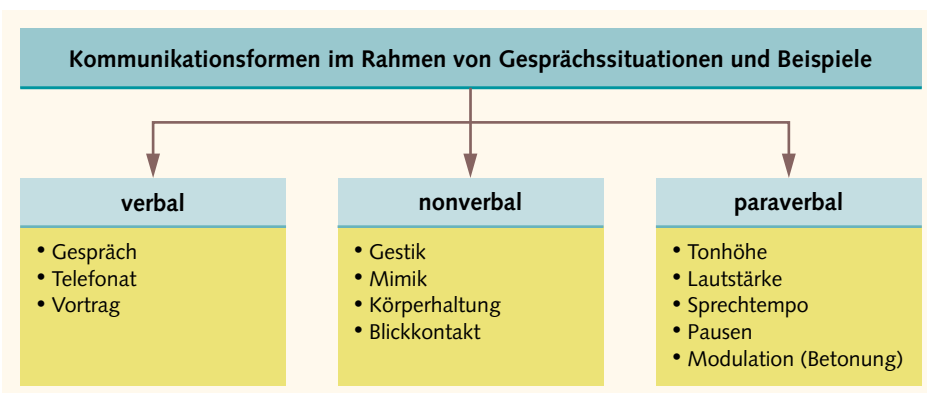 Kommunikationsformen im Rahmen von Gesprächssituationen und Beispiele
verbal
• Gespräch
• Telefonat
• Vortrag
nonverbal
• Gestik
• Mimik
• Körperhaltung
• Blickkontakt
paraverbal
• Tonhöhe
• Lautstärke
• Sprechtempo
• Pausen
• Modulation (Betonung)